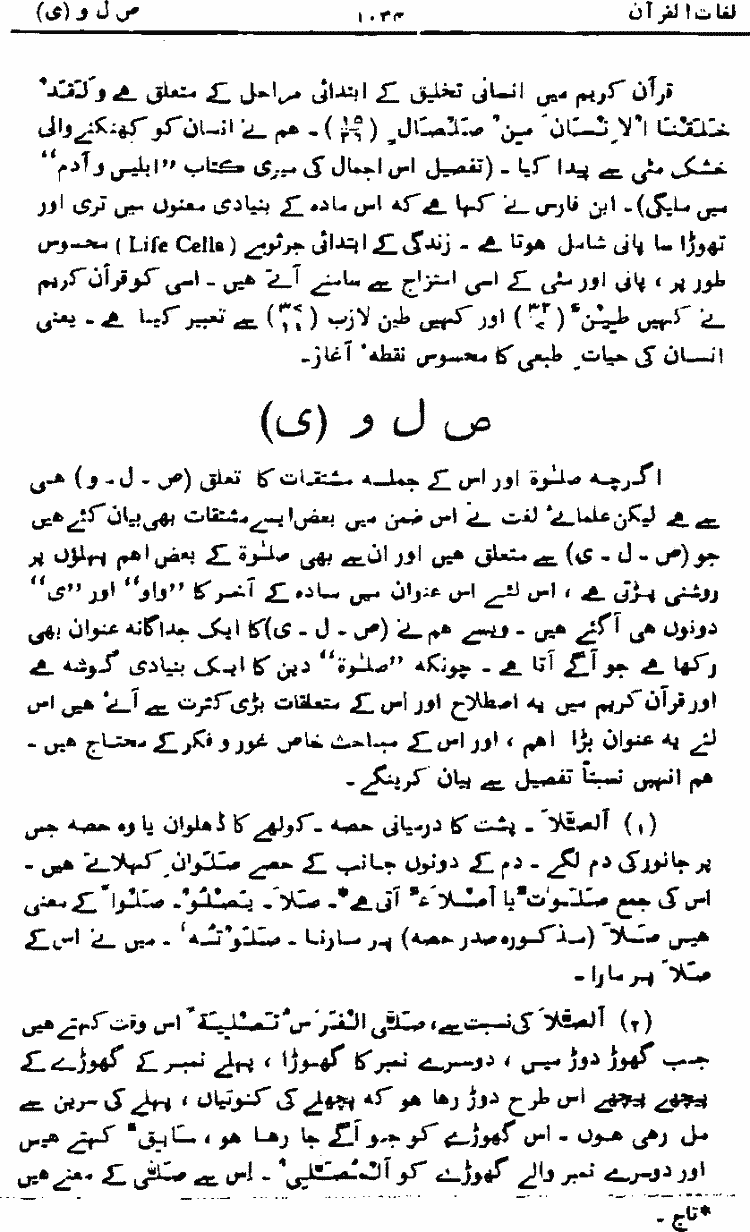 لغات القرآن ۱۰۳۴ ص ل و (ی)
قرآن کریم میں انسانی تخلیق کے ابتدائی مراحل کے متعلق ہے وَلَقَدْ
خَلَقْنَا الْاِنْسَانَ مِنْ صَلْصَالٍ (۱۵/۲۶)۔ ہم نے انسان کو کھنکنے والی
خشک مٹی سے پیدا کیا ۔ (تفصیل اس اجمال کی میری کتاب ”ابلیس و آدم“
میں ملیگی)۔ ابن فارس نے کہا ہے کہ اس مادہ کے بنیادی معنوں میں تری اور
تھوڑا سا پانی شامل ہوتا ہے ۔ زندگی کے ابتدائی جرثومے (Life Cells) محسوس
طور پر ، پانی اور مٹی کے اسی امتزاج سے سامنے آتے ہیں ۔ اسی کو قرآن کریم
نے کہیں طِیْنٌ (۳۲/۷) اور کہیں طین لازب (۳۷/۱۱) سے تعبیر کیا ہے ۔ یعنی
انسان کی حیاتِ طبعی کا محسوس نقطۂ آغاز۔
ص ل و (ی)
اگرچہ صلوٰۃ اور اس کے جملہ مشتقات کا تعلق (ص ۔ ل ۔ و) ہی
سے ہے لیکن علمائے لغت نے اس ضمن میں بعض ایسے مشتقات بھی بیان کئے ہیں
جو (ص ۔ ل ۔ ی) سے متعلق ہیں اور ان سے بھی صلوٰۃ کے بعض اہم پہلوؤں پر
روشنی پڑتی ہے ، اس لئے اس عنوان میں مادہ کے آخر کا ”واو“ اور ”ی“
دونوں ہی آگئے ہیں ۔ ویسے ہم نے (ص ۔ ل ۔ ی) کا ایک جداگانہ عنوان بھی
رکھا ہے جو آگے آتا ہے ۔ چونکہ ”صلوٰۃ“ دین کا ایک بنیادی گوشہ ہے
اور قرآن کریم میں یہ اصطلاح اور اُس کے متعلقات بڑی کثرت سے آئے ہیں اس
لئے یہ عنوان بڑا اہم ، اور اس کے مباحث خاص غور و فکر کے محتاج ہیں ۔
ہم انہیں نسبتاً تفصیل سے بیان کرینگے ۔
(۱) اَلصَّلَا ۔ پشت کا درمیانی حصہ ۔ کولھے کا ڈھلوان یا وہ حصہ جس
پر جانور کی دم لگے ۔ دم کے دونوں جانب کے حصے صَلَوَانِ کہلاتے ہیں ۔
اس کی جمع صَلَوَاتٌ یا اَصْلَاءٌ آتی ہے*۔ صَلَا ۔ یَصْلُوْ۔ صَلْوًا کے معنی
ہیں صَلَا (مذکورہ صدر حصہ) پر مارنا ۔ صَلَوْتُہٗ ۔ میں نے اس کے
صَلَا پر مارا ۔
(۲) اَلصَّلَا کی نسبت سے، صَلَّی الْفَرَسُ تَصْلِیَۃً اس وقت کہتے ہیں
جب گھوڑ دوڑ میں ، دوسرے نمبر کا گھوڑا ، پہلے نمبر کے گھوڑے کے
پیچھے پیچھے اس طرح دوڑ رہا ہو کہ پچھلے کی کنوتیاں ، پہلے کی سرین سے
مل رہی ہوں ۔ اس گھوڑے کو جو آگے جا رہا ہو ، سَابِقٌ کہتے ہیں
اور دوسرے نمبر والے گھوڑے کو اَلْمُصَلِّیْ ۔ اِس سے صَلّٰی کے معنے ہیں
*تاج ۔